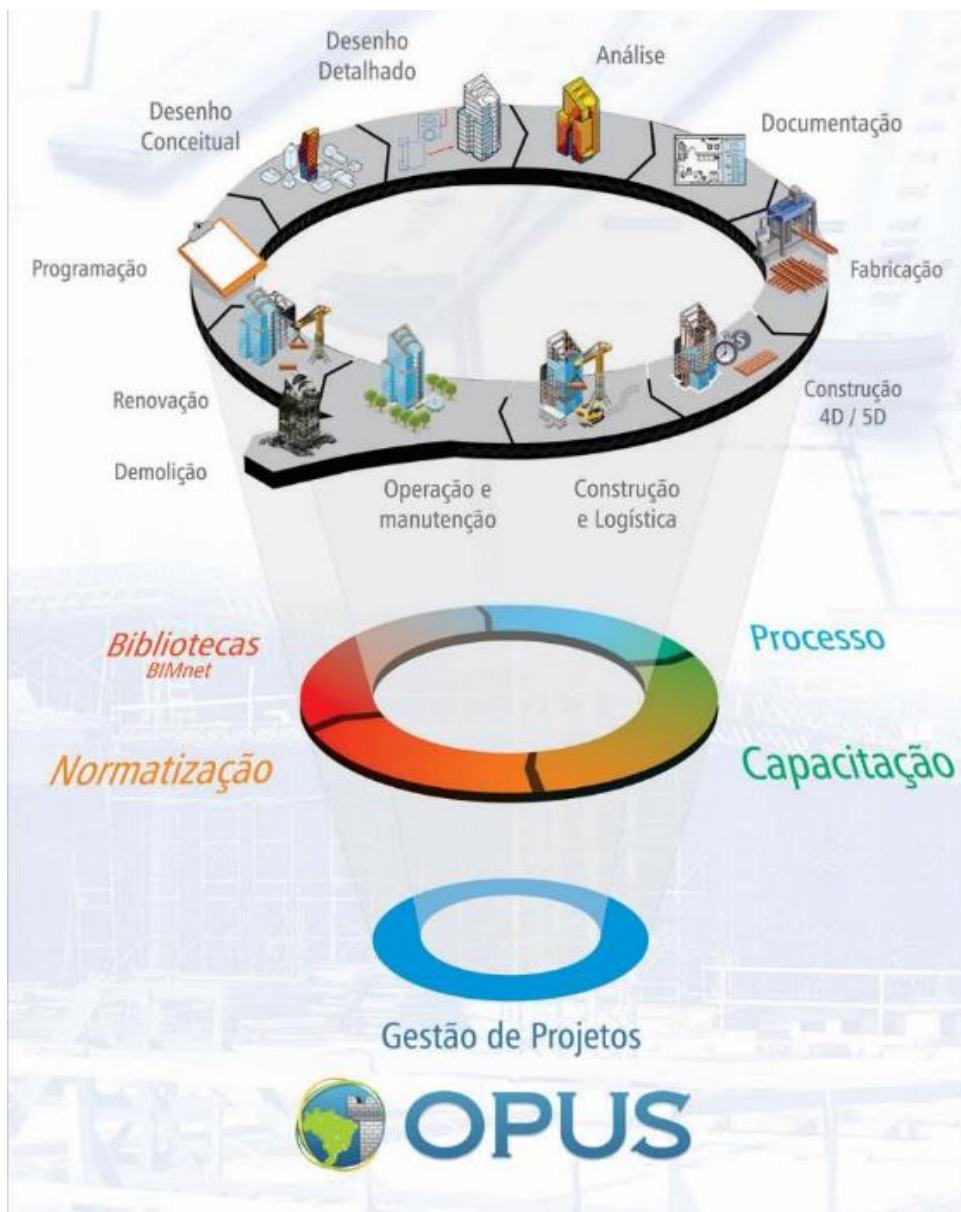 Desenho
Detalhado
Análise
Desenho
Conceitual
Documentação
Programação
Fabricação
Renovação
Construção
4D / 5D
Demolição
Operação e
manutenção
Construção
e Logística
Bibliotecas
BIMnet
Processo
Normatização
Capacitação
Gestão de Projetos
OPUS